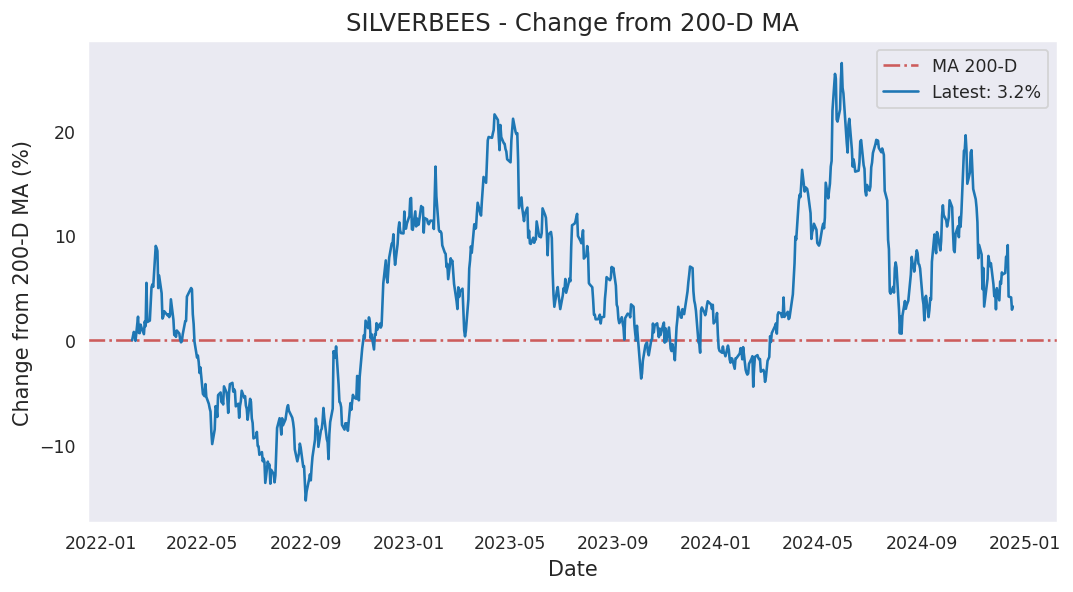 SILVERBEES - Change from 200-D MA
MA 200-D
Latest: 3.2%
Change from 200-D MA (%)
20
10
0
−10
2022-01 2022-05 2022-09 2023-01 2023-05 2023-09 2024-01 2024-05 2024-09 2025-01
Date